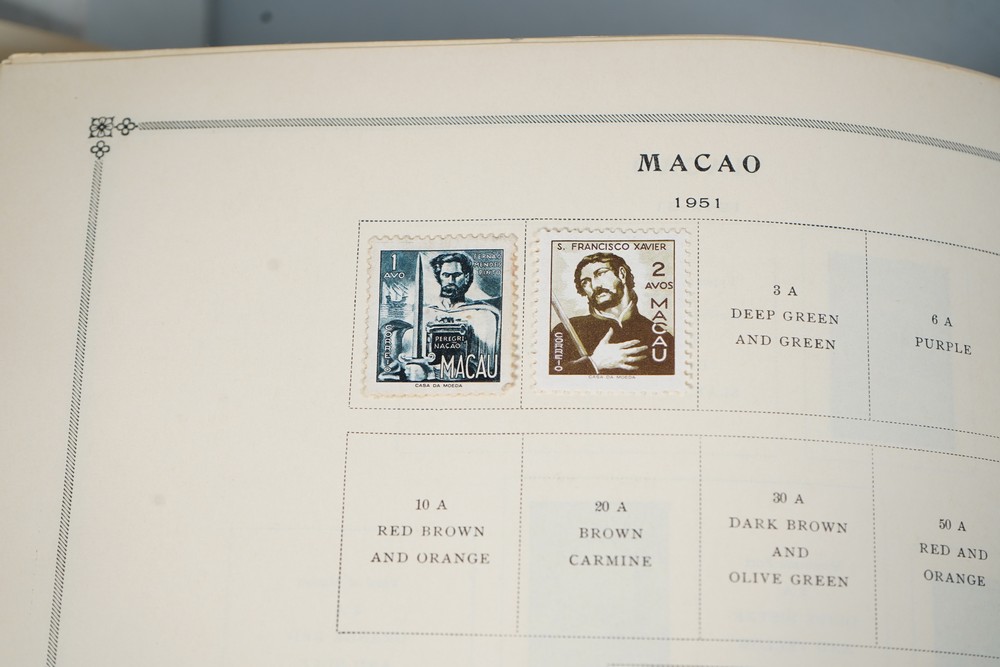 MACAO
1951
1
AVO
FERNÃO
MENDES
PINTO
CORREIO
PEREGRI
NAÇÃO
MACAU
CASA DA MOEDA
S. FRANCISCO XAVIER
2
AVOS
MACAU
CORREIO
CASA DA MOEDA
3 A
DEEP GREEN
AND GREEN
6 A
PURPLE
10 A
RED BROWN
AND ORANGE
20 A
BROWN
CARMINE
30 A
DARK BROWN
AND
OLIVE GREEN
50 A
RED AND
ORANGE